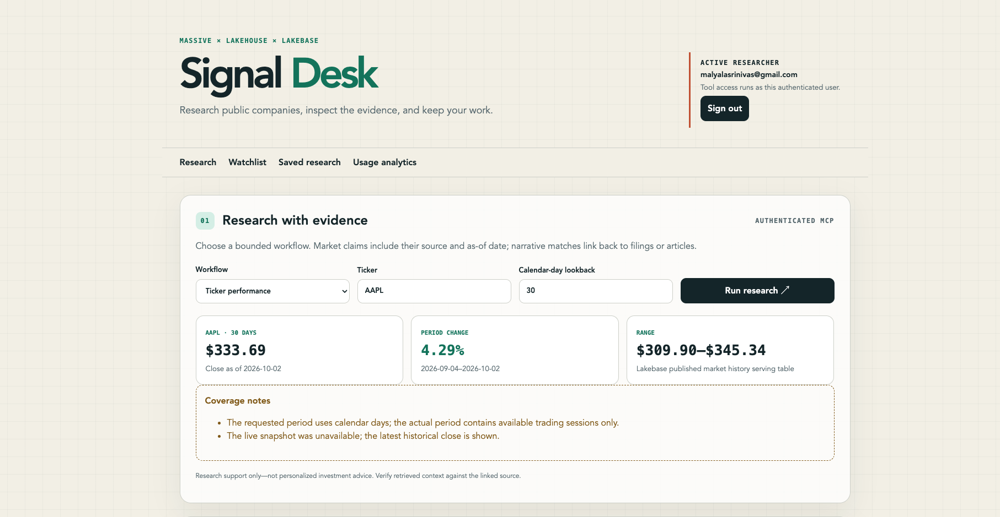 MASSIVE × LAKEHOUSE × LAKEBASE
Signal Desk
Research public companies, inspect the evidence, and keep your work.
ACTIVE RESEARCHER
malyalasrinivas@gmail.com
Tool access runs as this authenticated user.
Sign out
Research Watchlist Saved research Usage analytics
01 Research with evidence
AUTHENTICATED MCP
Choose a bounded workflow. Market claims include their source and as-of date; narrative matches link back to filings or articles.
Workflow Ticker Calendar-day lookback
Ticker performance AAPL 30 Run research ↗
AAPL · 30 DAYS
$333.69
Close as of 2026-10-02
PERIOD CHANGE
4.29%
2026-09-04–2026-10-02
RANGE
$309.90–$345.34
Lakebase published market history serving table
Coverage notes
• The requested period uses calendar days; the actual period contains available trading sessions only.
• The live snapshot was unavailable; the latest historical close is shown.
Research support only—not personalized investment advice. Verify retrieved context against the linked source.